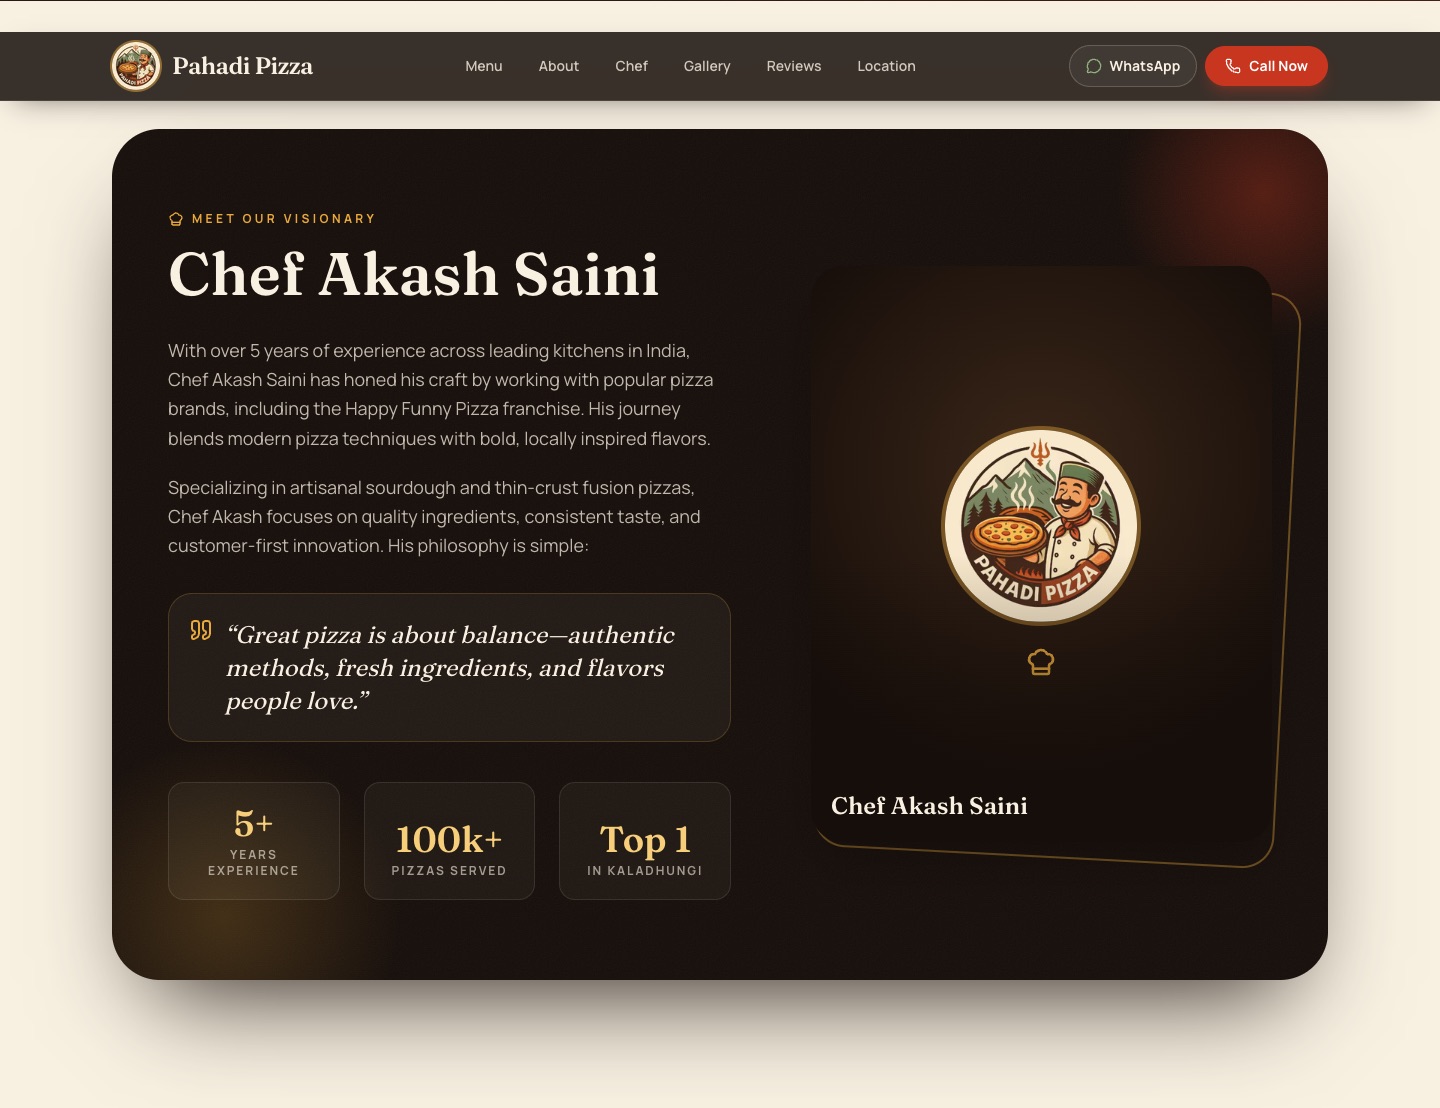 Pahadi Pizza
Menu
About
Chef
Gallery
Reviews
Location
WhatsApp
Call Now
MEET OUR VISIONARY
Chef Akash Saini
With over 5 years of experience across leading kitchens in India,
Chef Akash Saini has honed his craft by working with popular pizza
brands, including the Happy Funny Pizza franchise. His journey
blends modern pizza techniques with bold, locally inspired flavors.
Specializing in artisanal sourdough and thin-crust fusion pizzas,
Chef Akash focuses on quality ingredients, consistent taste, and
customer-first innovation. His philosophy is simple:
“Great pizza is about balance—authentic
methods, fresh ingredients, and flavors
people love.”
5+
YEARS
EXPERIENCE
100k+
PIZZAS SERVED
Top 1
IN KALADHUNGI
PAHADI PIZZA
Chef Akash Saini